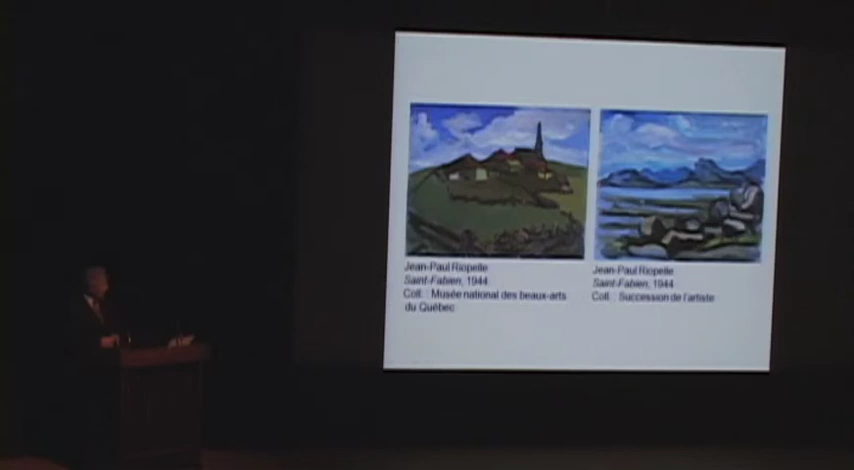 Jean-Paul Riopelle
Saint-Fabien, 1944
Coll. : Musée national des beaux-arts
du Québec
Jean-Paul Riopelle
Saint-Fabien, 1944
Coll. : Succession de l'artiste